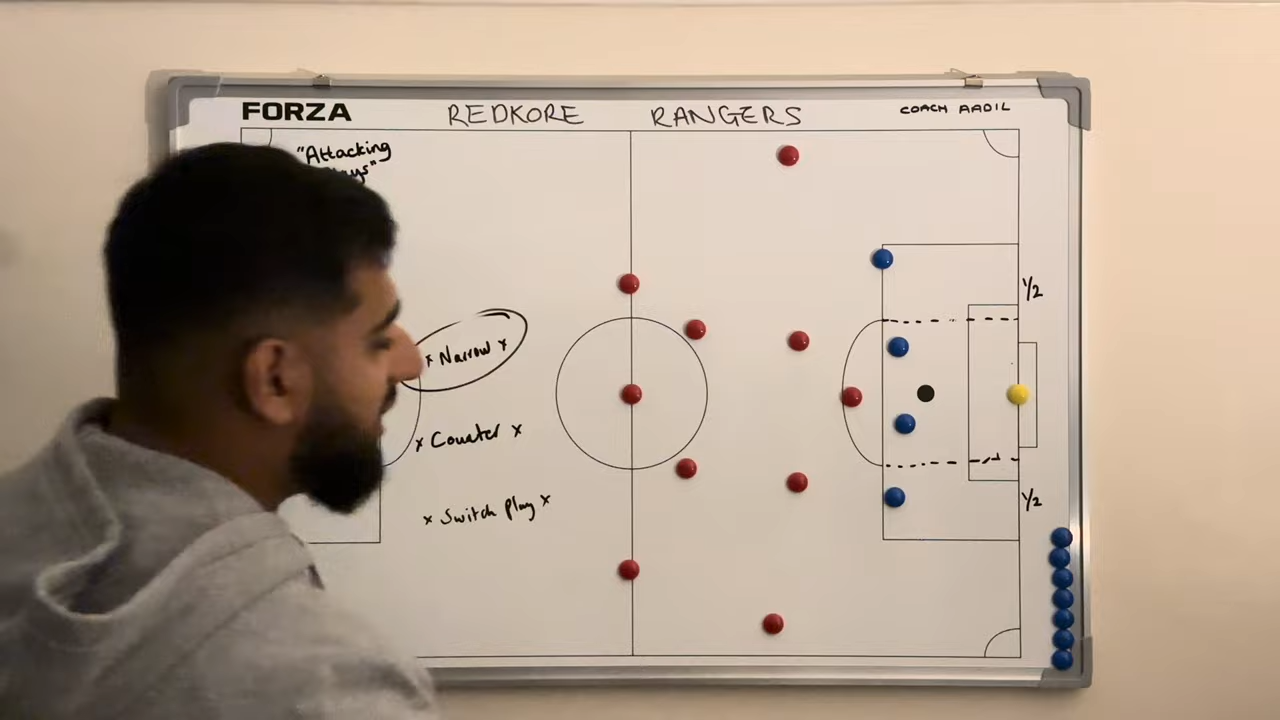 FORZA REDKORE RANGERS COACH AADIL
"Attacking
1/2
x Narrow x
x Counter x
x Switch Play x
1/2